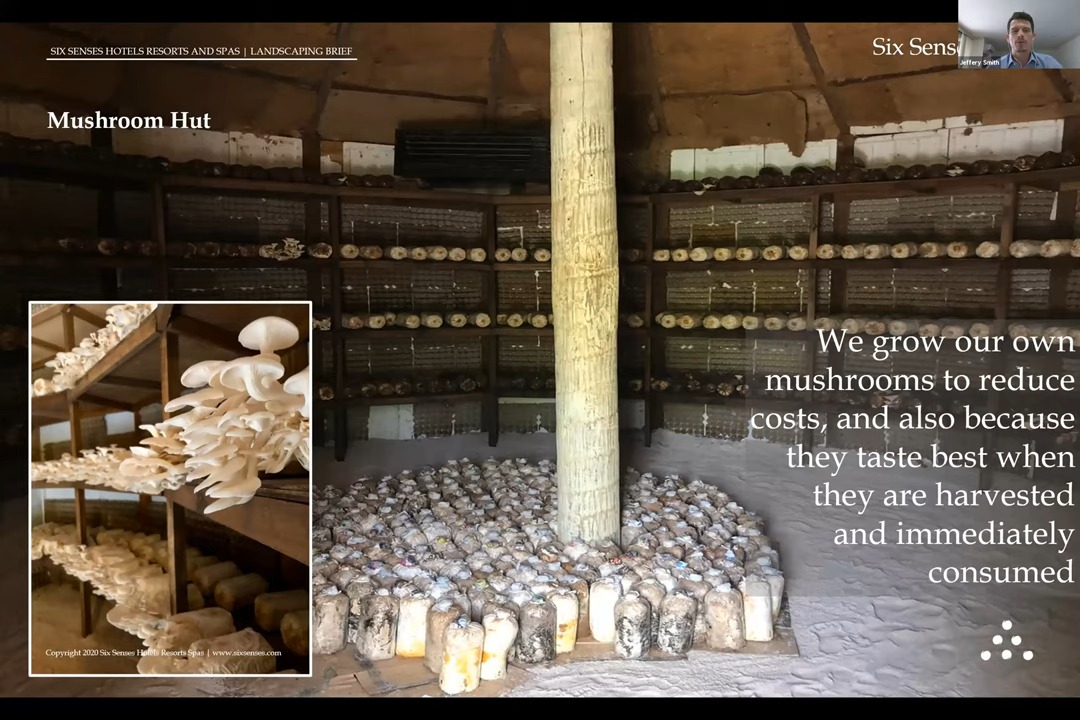 SIX SENSES HOTELS RESORTS AND SPAS | LANDSCAPING BRIEF
Six Sens
Jeffery Smith
Mushroom Hut
We grow our own
mushrooms to reduce
costs, and also because
they taste best when
they are harvested
and immediately
consumed
Copyright 2020 Six Senses Hotels Resorts Spas | www.sixsenses.com